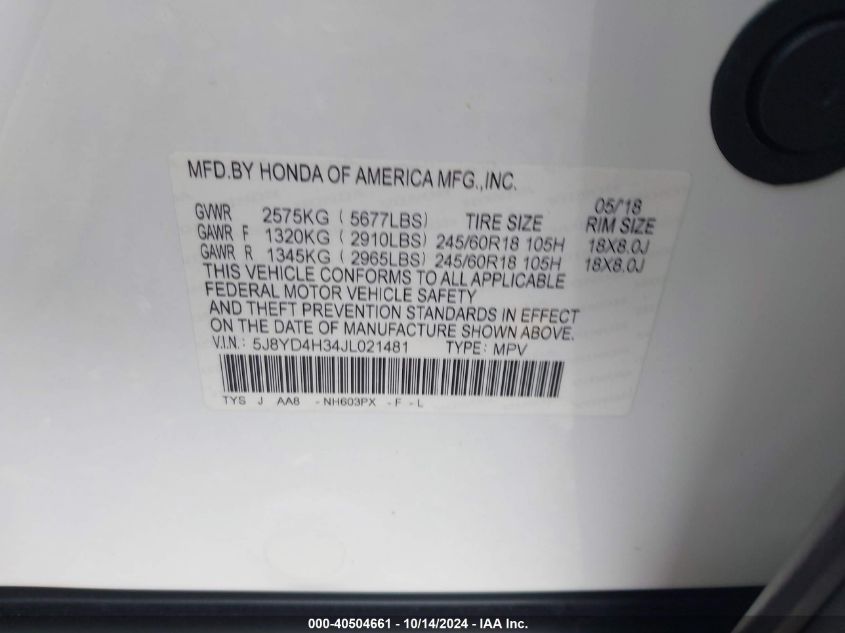 MFD.BY HONDA OF AMERICA MFG.,INC.
05/'18
GVWR 2575KG ( 5677LBS) TIRE SIZE RIM SIZE
GAWR F 1320KG ( 2910LBS) 245/60R18 105H 18X8.0J
GAWR R 1345KG ( 2965LBS) 245/60R18 105H 18X8.0J
THIS VEHICLE CONFORMS TO ALL APPLICABLE
FEDERAL MOTOR VEHICLE SAFETY
AND THEFT PREVENTION STANDARDS IN EFFECT
ON THE DATE OF MANUFACTURE SHOWN ABOVE.
V.I.N.: 5J8YD4H34JL021481 TYPE: MPV
TYS J AA8 -NH603PX -F -L
000-40504661 - 10/14/2024 - IAA Inc.